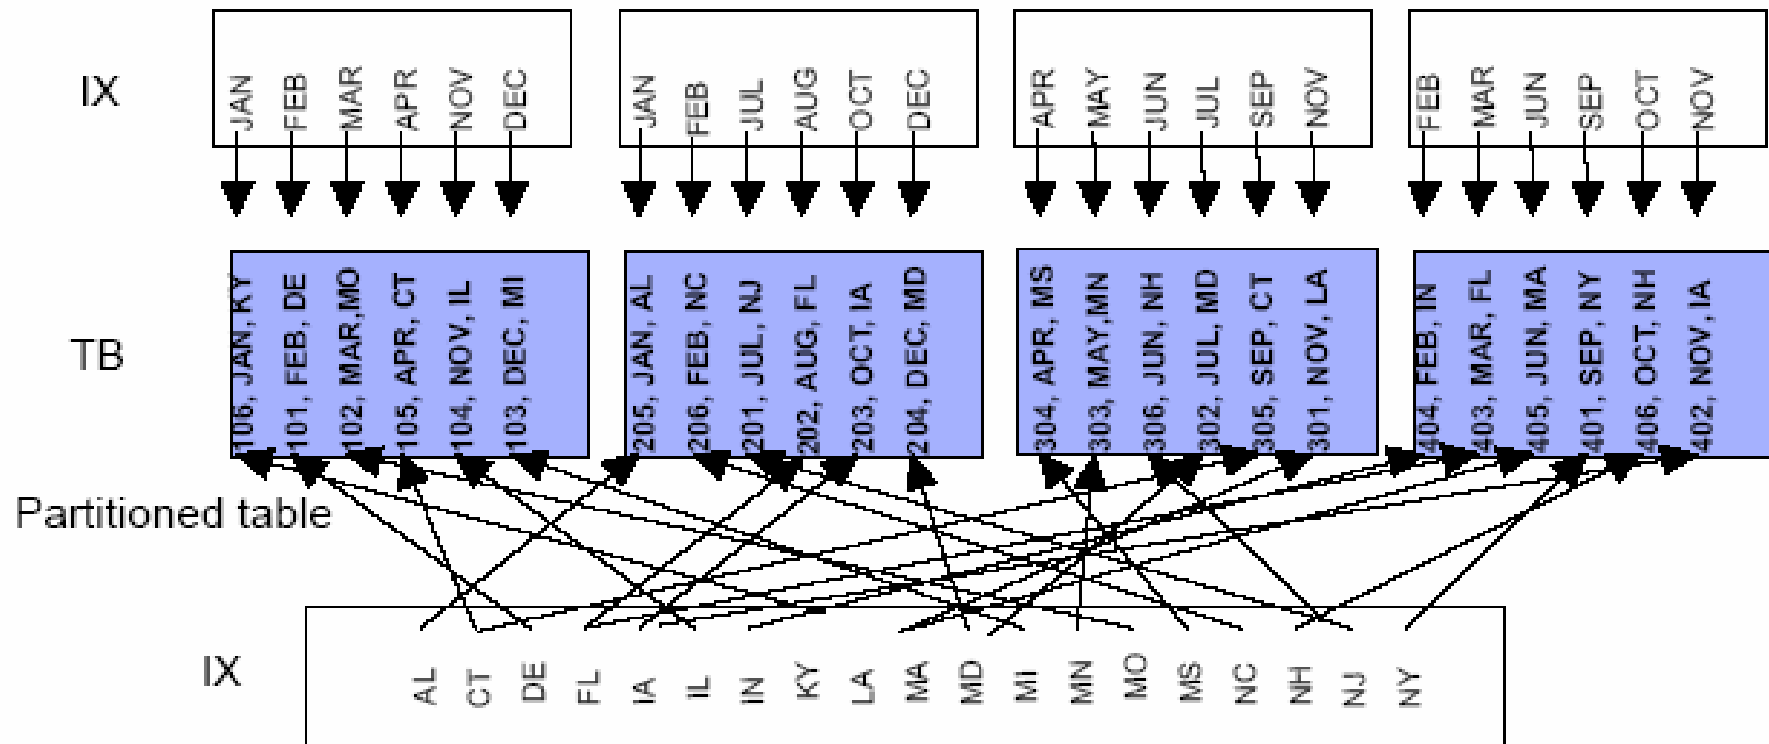 IX JAN FEB MAR APR NOV DEC JAN FEB JUL AUG OCT DEC APR MAY JUN JUL SEP NOV FEB MAR JUN SEP OCT NOV
TB
106, JAN, KY
101, FEB, DE
102, MAR,MO
105, APR, CT
104, NOV, IL
103, DEC, MI
205, JAN, AL
206, FEB, NC
201, JUL, NJ
202, AUG, FL
203, OCT, IA
204, DEC, MD
304, APR, MS
303, MAY,MN
306, JUN, NH
302, JUL, MD
305, SEP, CT
301, NOV, LA
404, FEB, IN
403, MAR, FL
405, JUN, MA
401, SEP, NY
406, OCT, NH
402, NOV, IA
Partitioned table
IX AL CT DE FL IA IL IN KY LA MA MD MI MN MO MS NC NH NJ NY